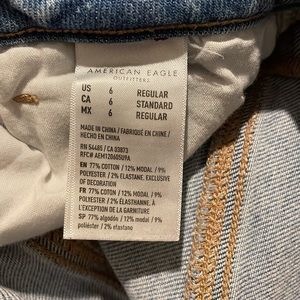 AMERICAN EAGLE
OUTFITTERS
US 6 REGULAR
CA 6 STANDARD
MX 6 REGULAR
MADE IN CHINA / FABRIQUÉ EN CHINE /
HECHO EN CHINA
RN 54485 / CA 03873
RFC# AEM120605U9A
EN 77% COTTON / 12% MODAL / 9%
POLYESTER / 2% ELASTANE, EXCLUSIVE
OF DECORATION
FR 77% COTON / 12% MODAL / 9%
POLYESTER / 2% ÉLASTHANNE. À
L'EXCEPTION DE LA GARNITURE
SP 77% algodón / 12% modal / 9%
poliéster / 2% elastano